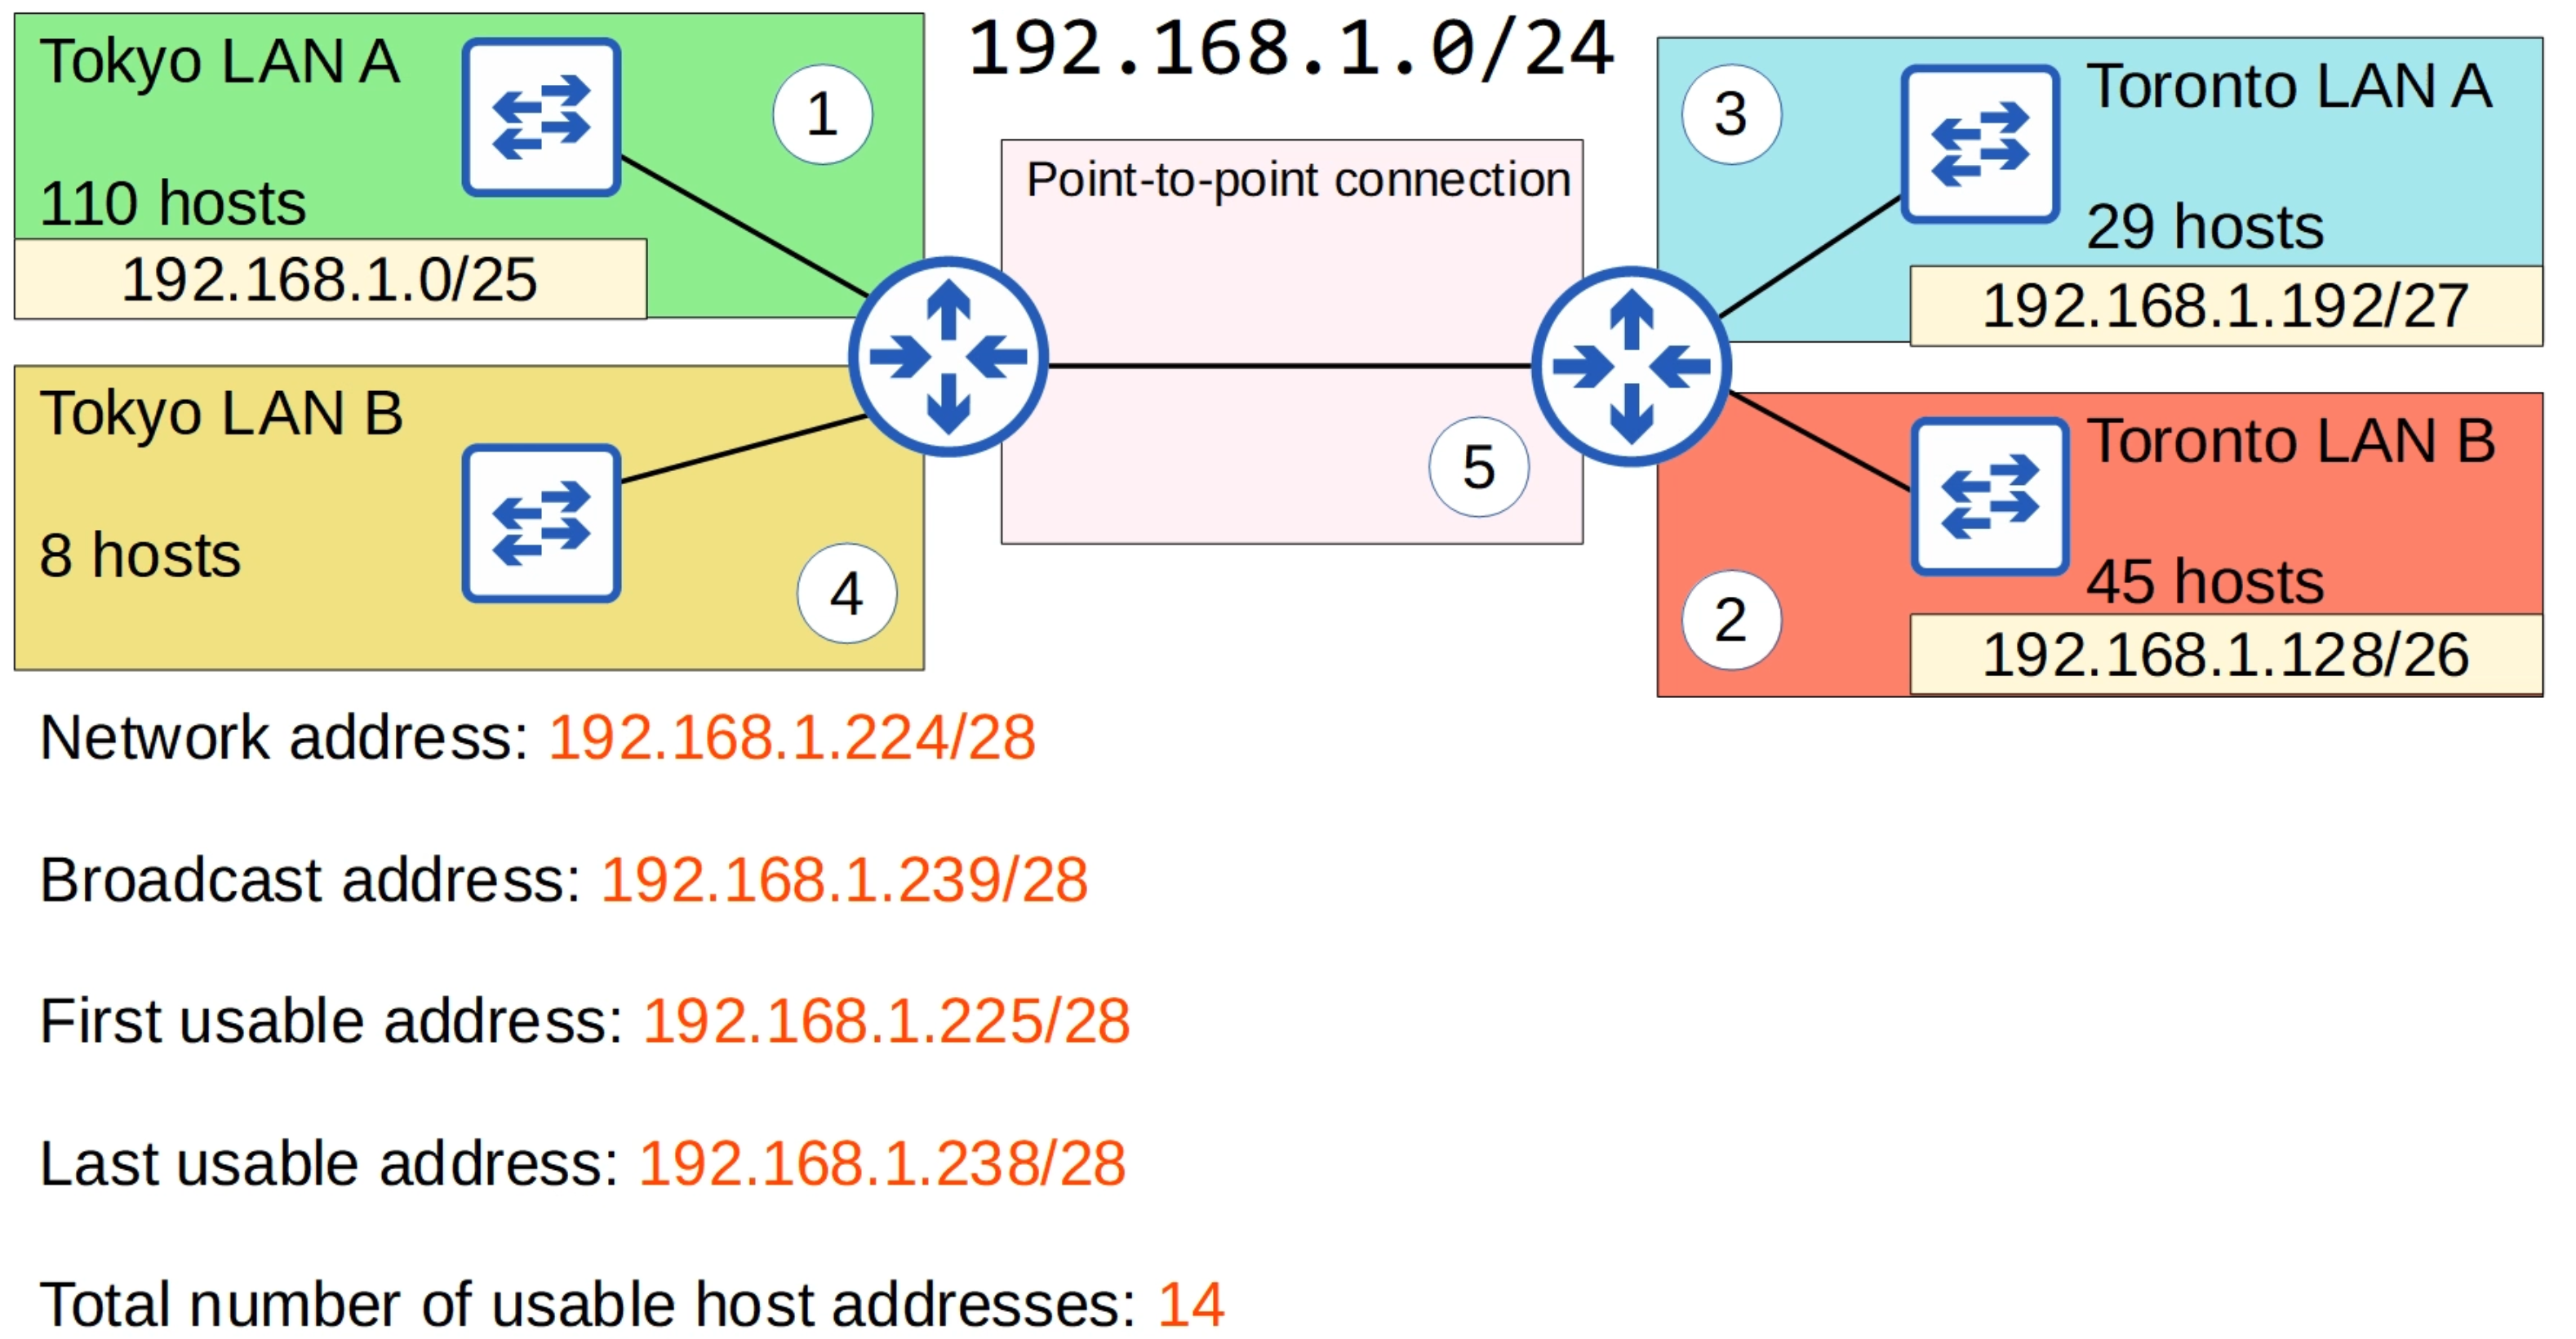 192.168.1.0/24
Tokyo LAN A
1
110 hosts
192.168.1.0/25
Point-to-point connection
5
3
Toronto LAN A
29 hosts
192.168.1.192/27
Tokyo LAN B
8 hosts
4
Toronto LAN B
45 hosts
2
192.168.1.128/26
Network address: 192.168.1.224/28
Broadcast address: 192.168.1.239/28
First usable address: 192.168.1.225/28
Last usable address: 192.168.1.238/28
Total number of usable host addresses: 14